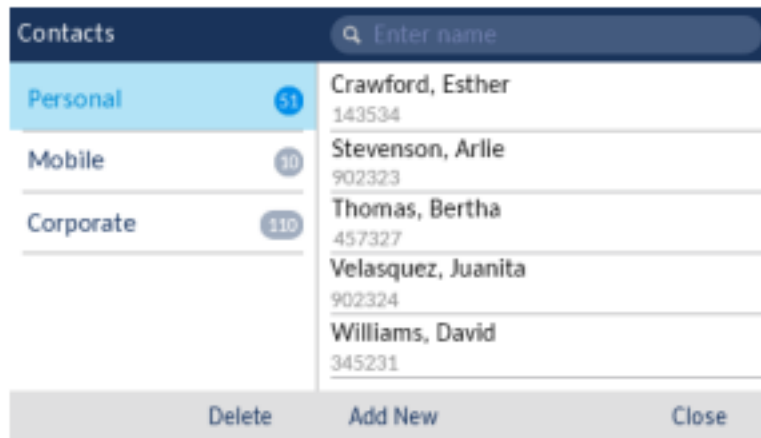 Contacts
Enter name
Personal 51
Mobile 10
Corporate 110
Crawford, Esther
143534
Stevenson, Arlie
902323
Thomas, Bertha
457327
Velasquez, Juanita
902324
Williams, David
345231
Delete Add New Close